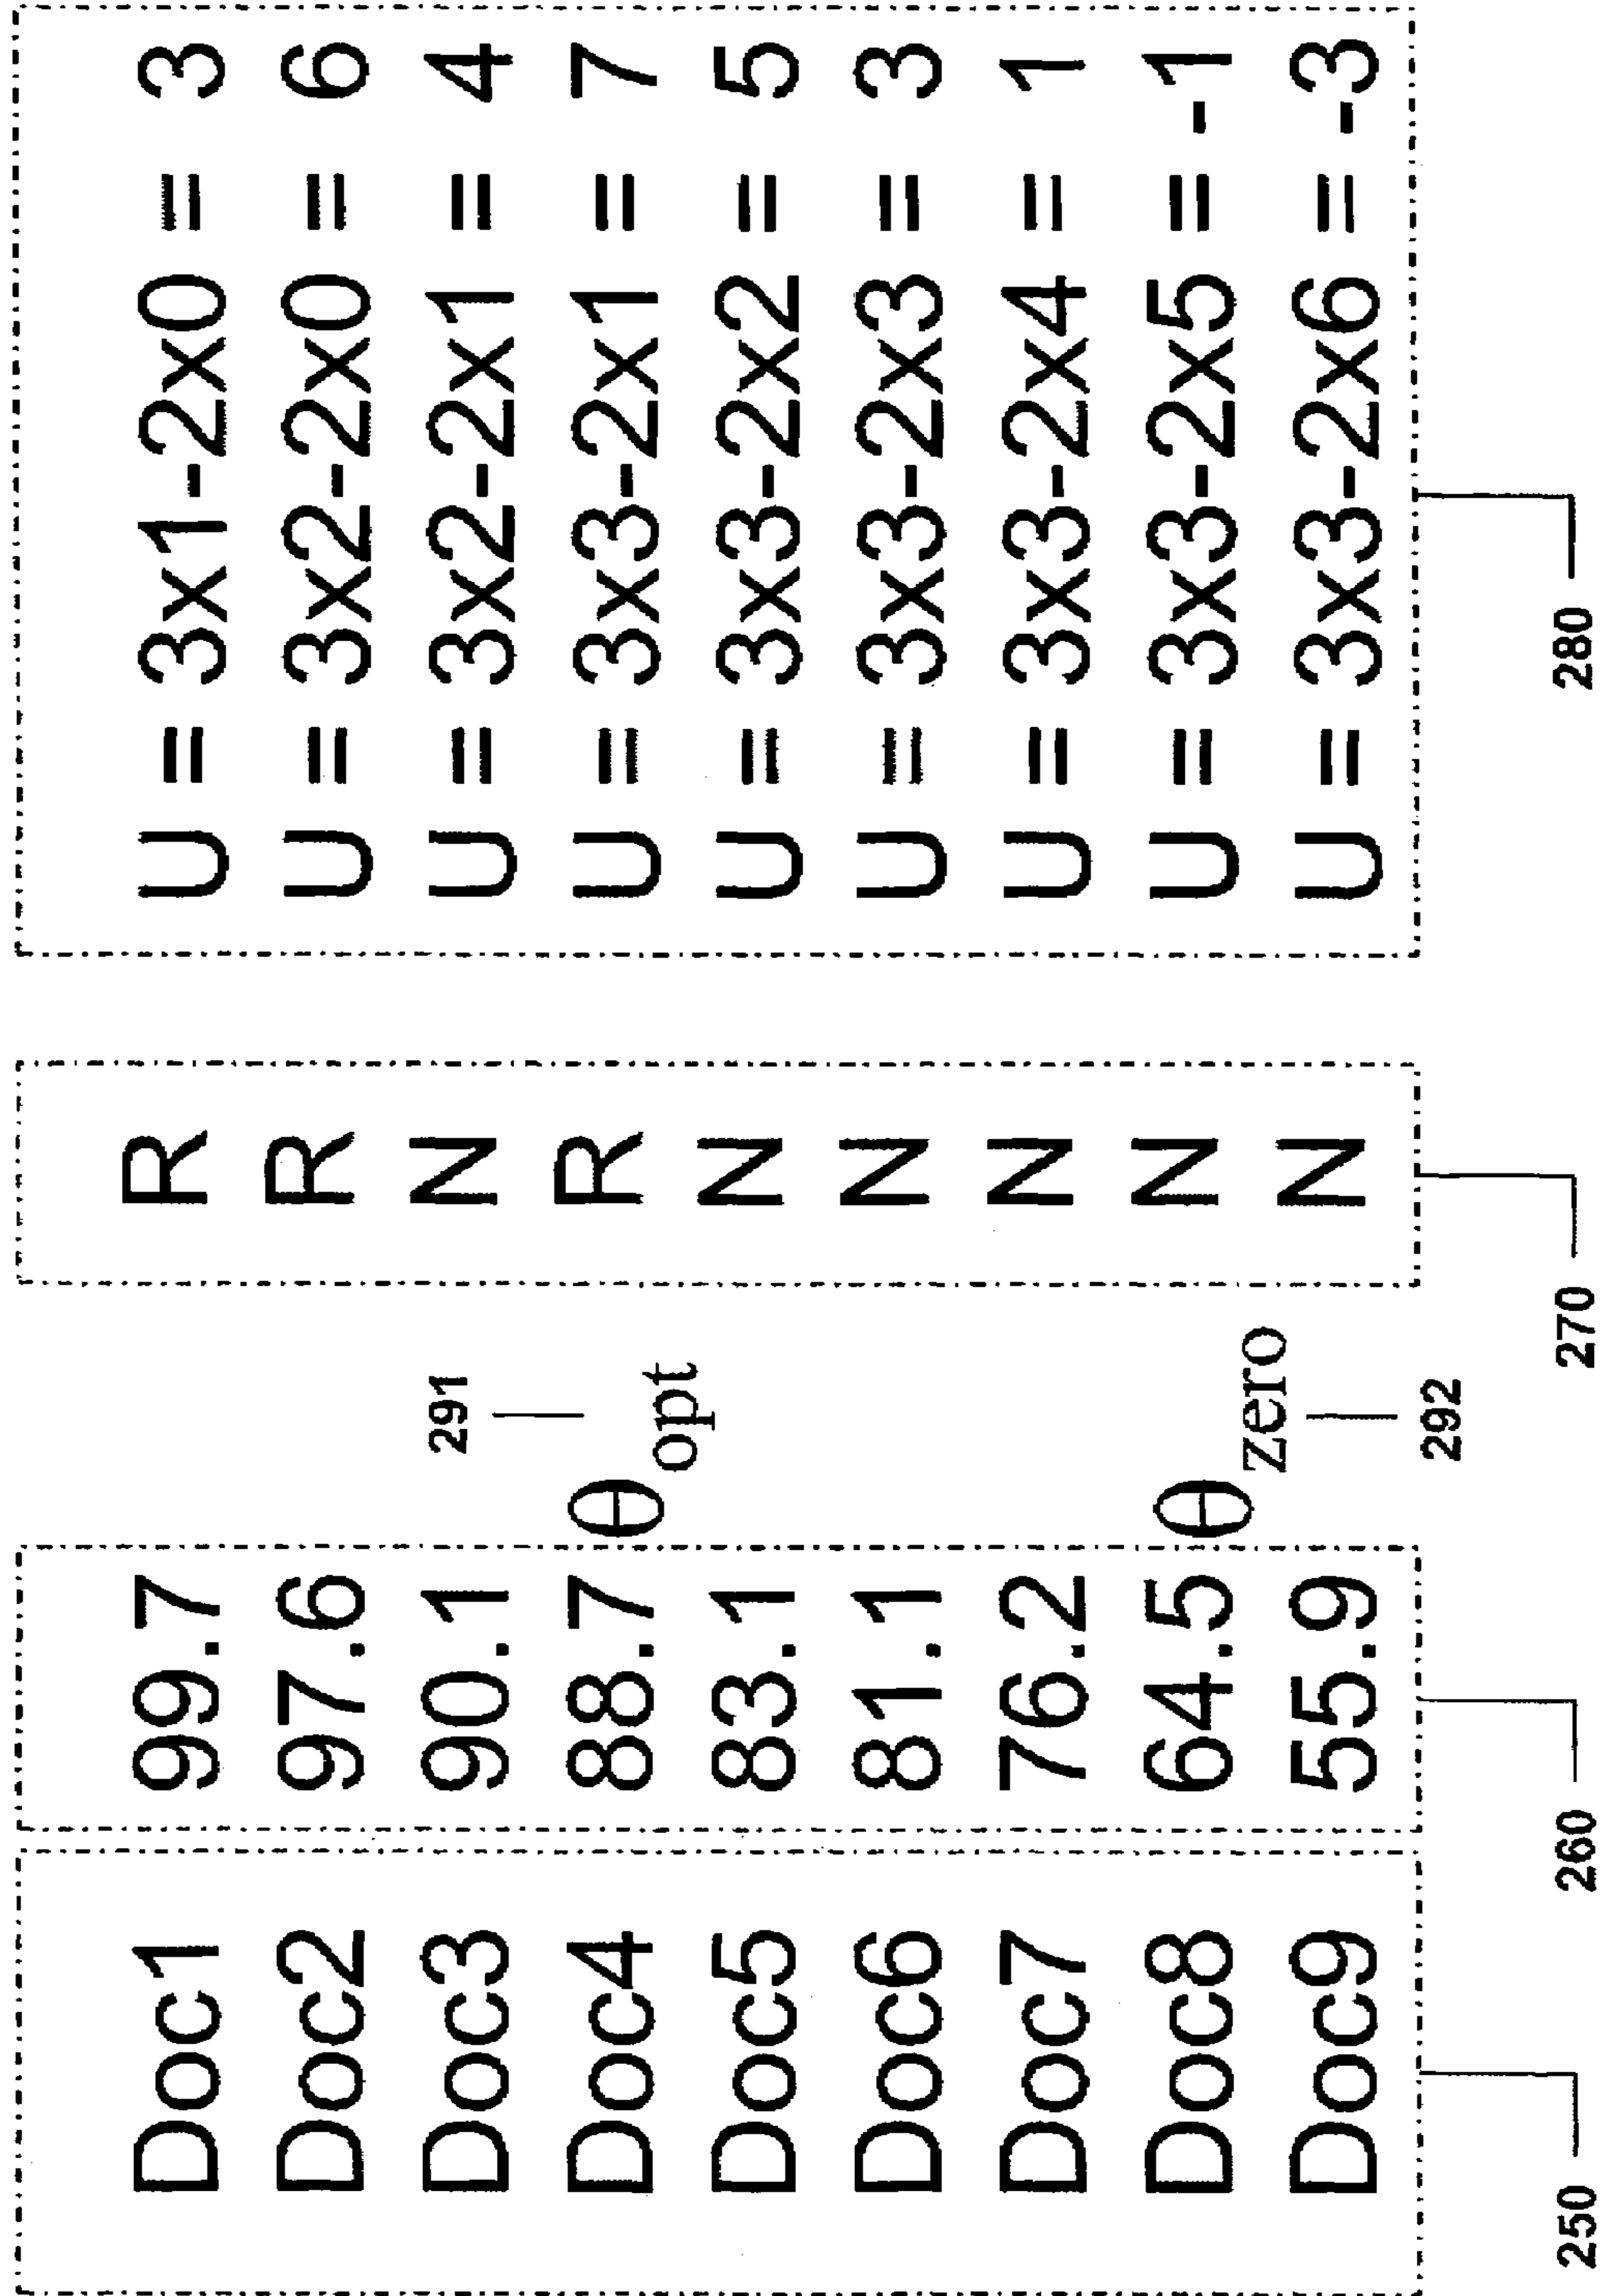 Doc1 99.7 R U = 3x1-2x0 = 3
Doc2 97.6 R U = 3x2-2x0 = 6
291
Doc3 90.1 N U = 3x2-2x1 = 4
Doc4 88.7 θopt R U = 3x3-2x1 = 7
Doc5 83.1 N U = 3x3-2x2 = 5
Doc6 81.1 N U = 3x3-2x3 = 3
Doc7 76.2 N U = 3x3-2x4 = 1
Doc8 64.5 θzero N U = 3x3-2x5 = -1
Doc9 55.9 N U = 3x3-2x6 = -3
292
250 260 270 280